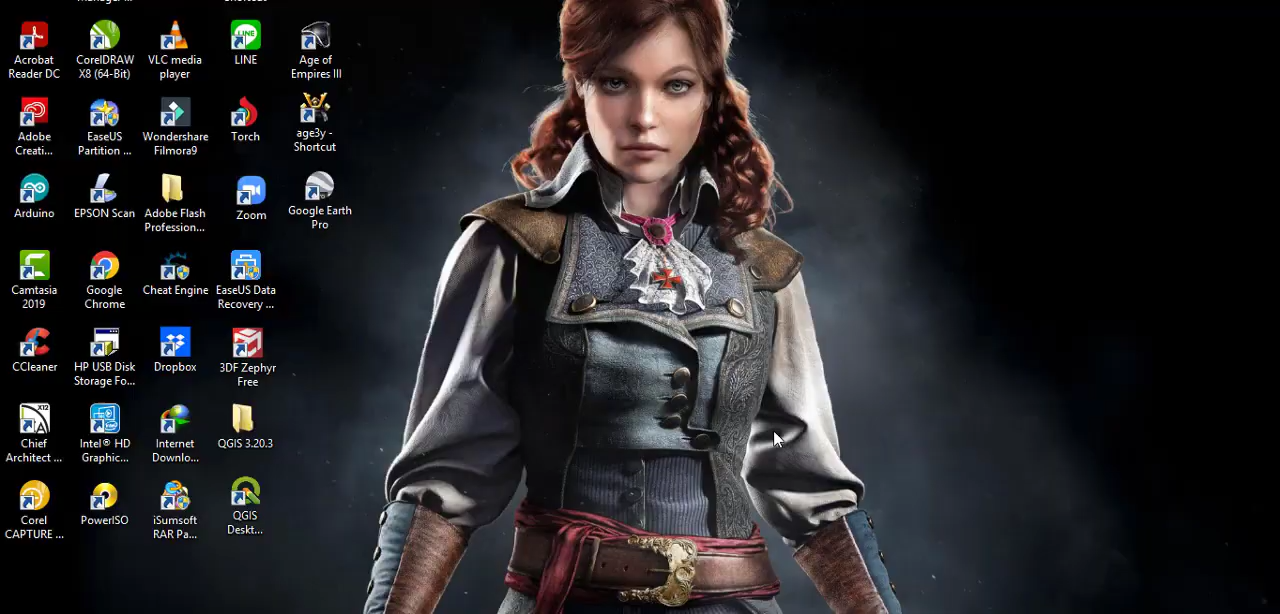 Acrobat
Reader DC
CorelDRAW
X8 (64-Bit)
VLC media
player
LINE
Age of
Empires III
Adobe
Creati...
EaseUS
Partition ...
Wondershare
Filmora9
Torch
age3y -
Shortcut
Arduino
EPSON Scan
Adobe Flash
Profession...
Zoom
Google Earth
Pro
Camtasia
2019
Google
Chrome
Cheat Engine
EaseUS Data
Recovery ...
CCleaner
HP USB Disk
Storage Fo...
Dropbox
3DF Zephyr
Free
Chief
Architect ...
Intel® HD
Graphic...
Internet
Downlo...
QGIS 3.20.3
Corel
CAPTURE ...
PowerISO
iSumsoft
RAR Pa...
QGIS
Deskt...